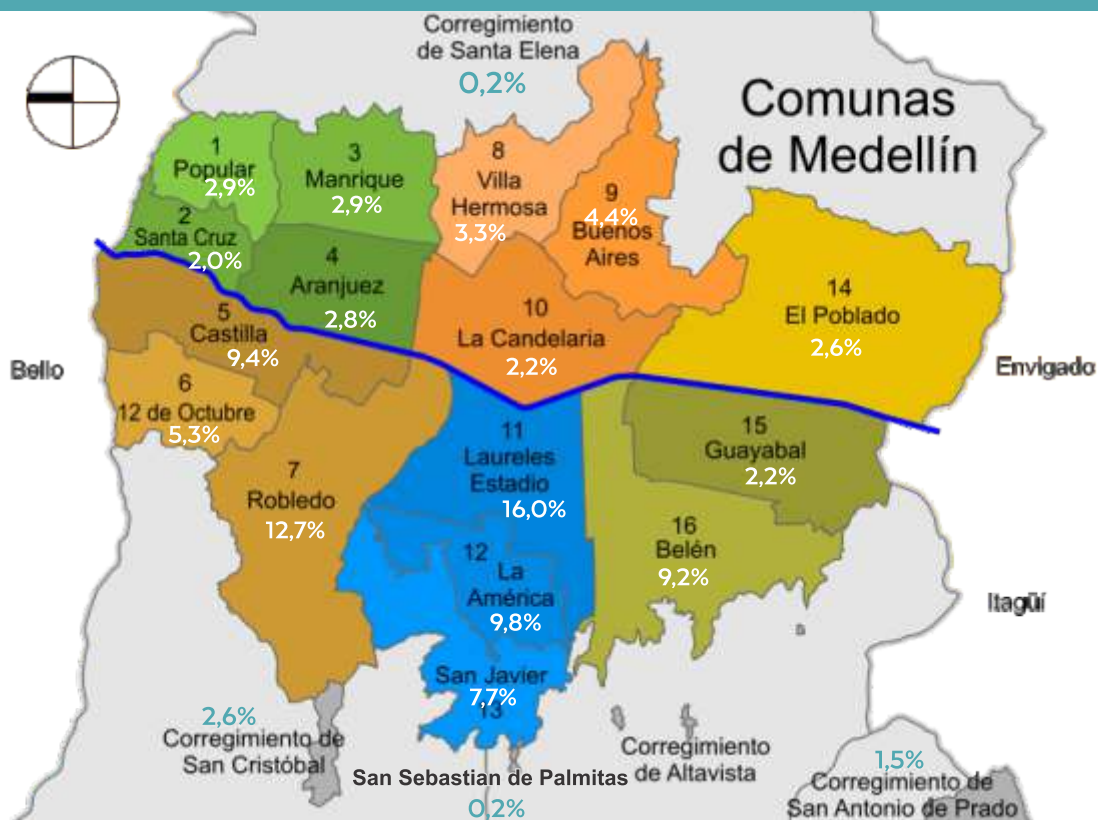 Corregimiento
de Santa Elena
0,2%
Comunas
de Medellín
1
Popular
2,9%
3
Manrique
2,9%
8
Villa
Hermosa
3,3%
9
4,4%
Buenos
Aires
2
Santa Cruz
2,0%
4
Aranjuez
2,8%
10
La Candelaria
2,2%
14
El Poblado
2,6%
5
Castilla
9,4%
Bello
Envigado
6
12 de Octubre
5,3%
11
Laureles
Estadio
16,0%
15
Guayabal
2,2%
7
Robledo
12,7%
16
Belén
9,2%
12
La
América
9,8%
Itagüí
San Javier
7,7%
13
2,6%
Corregimiento de
San Cristóbal
San Sebastian de Palmitas
0,2%
Corregimiento
de Altavista
1,5%
Corregimiento de
San Antonio de Prado